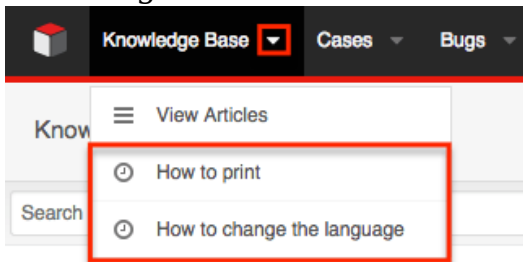 Knowledge Base Cases Bugs
View Articles
Know
How to print
Search
How to change the language